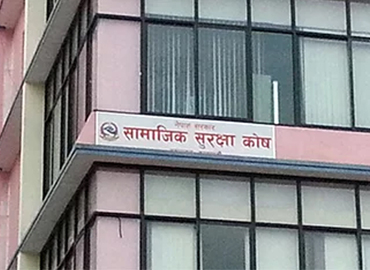 नेपाल सरकार
सामाजिक सुरक्षा कोष